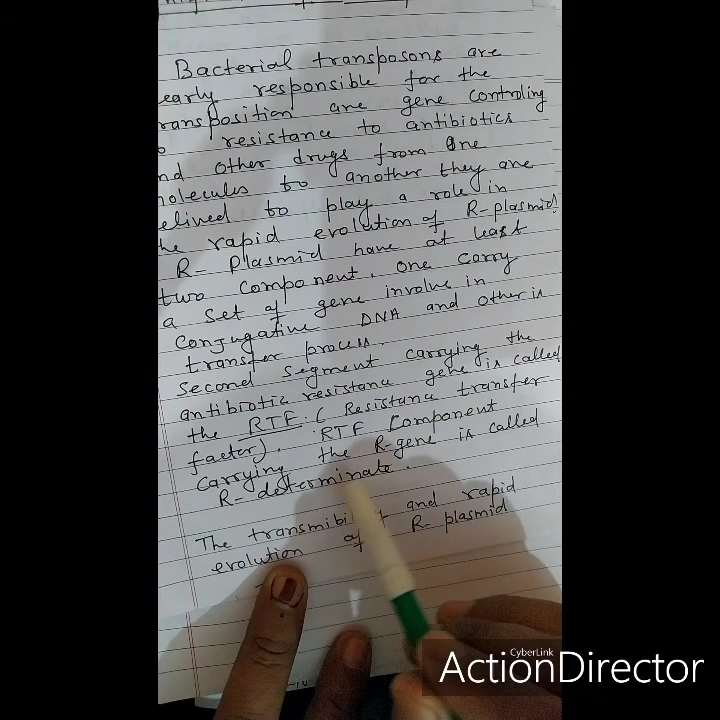 Bacterial transposons are
early responsible for the
ransposition are gene controling
o resistance to antibiotics
nd other drugs from One
nolecules to another they are
elived to play a role in
he rapid evolution of R-plasmid.
R- Plasmid have at least
two component. one carry
a set of gene involve in
conjugative DNA and other is
transfer process.
Second segment carrying the
antibiotic resistance gene is called
the RTF. ( Resistance transfer
factor). RTF Component
Carrying the R-gene is called
R- determinate.
The and rapid
evolution of R- plasmid
CyberLink
ActionDirector